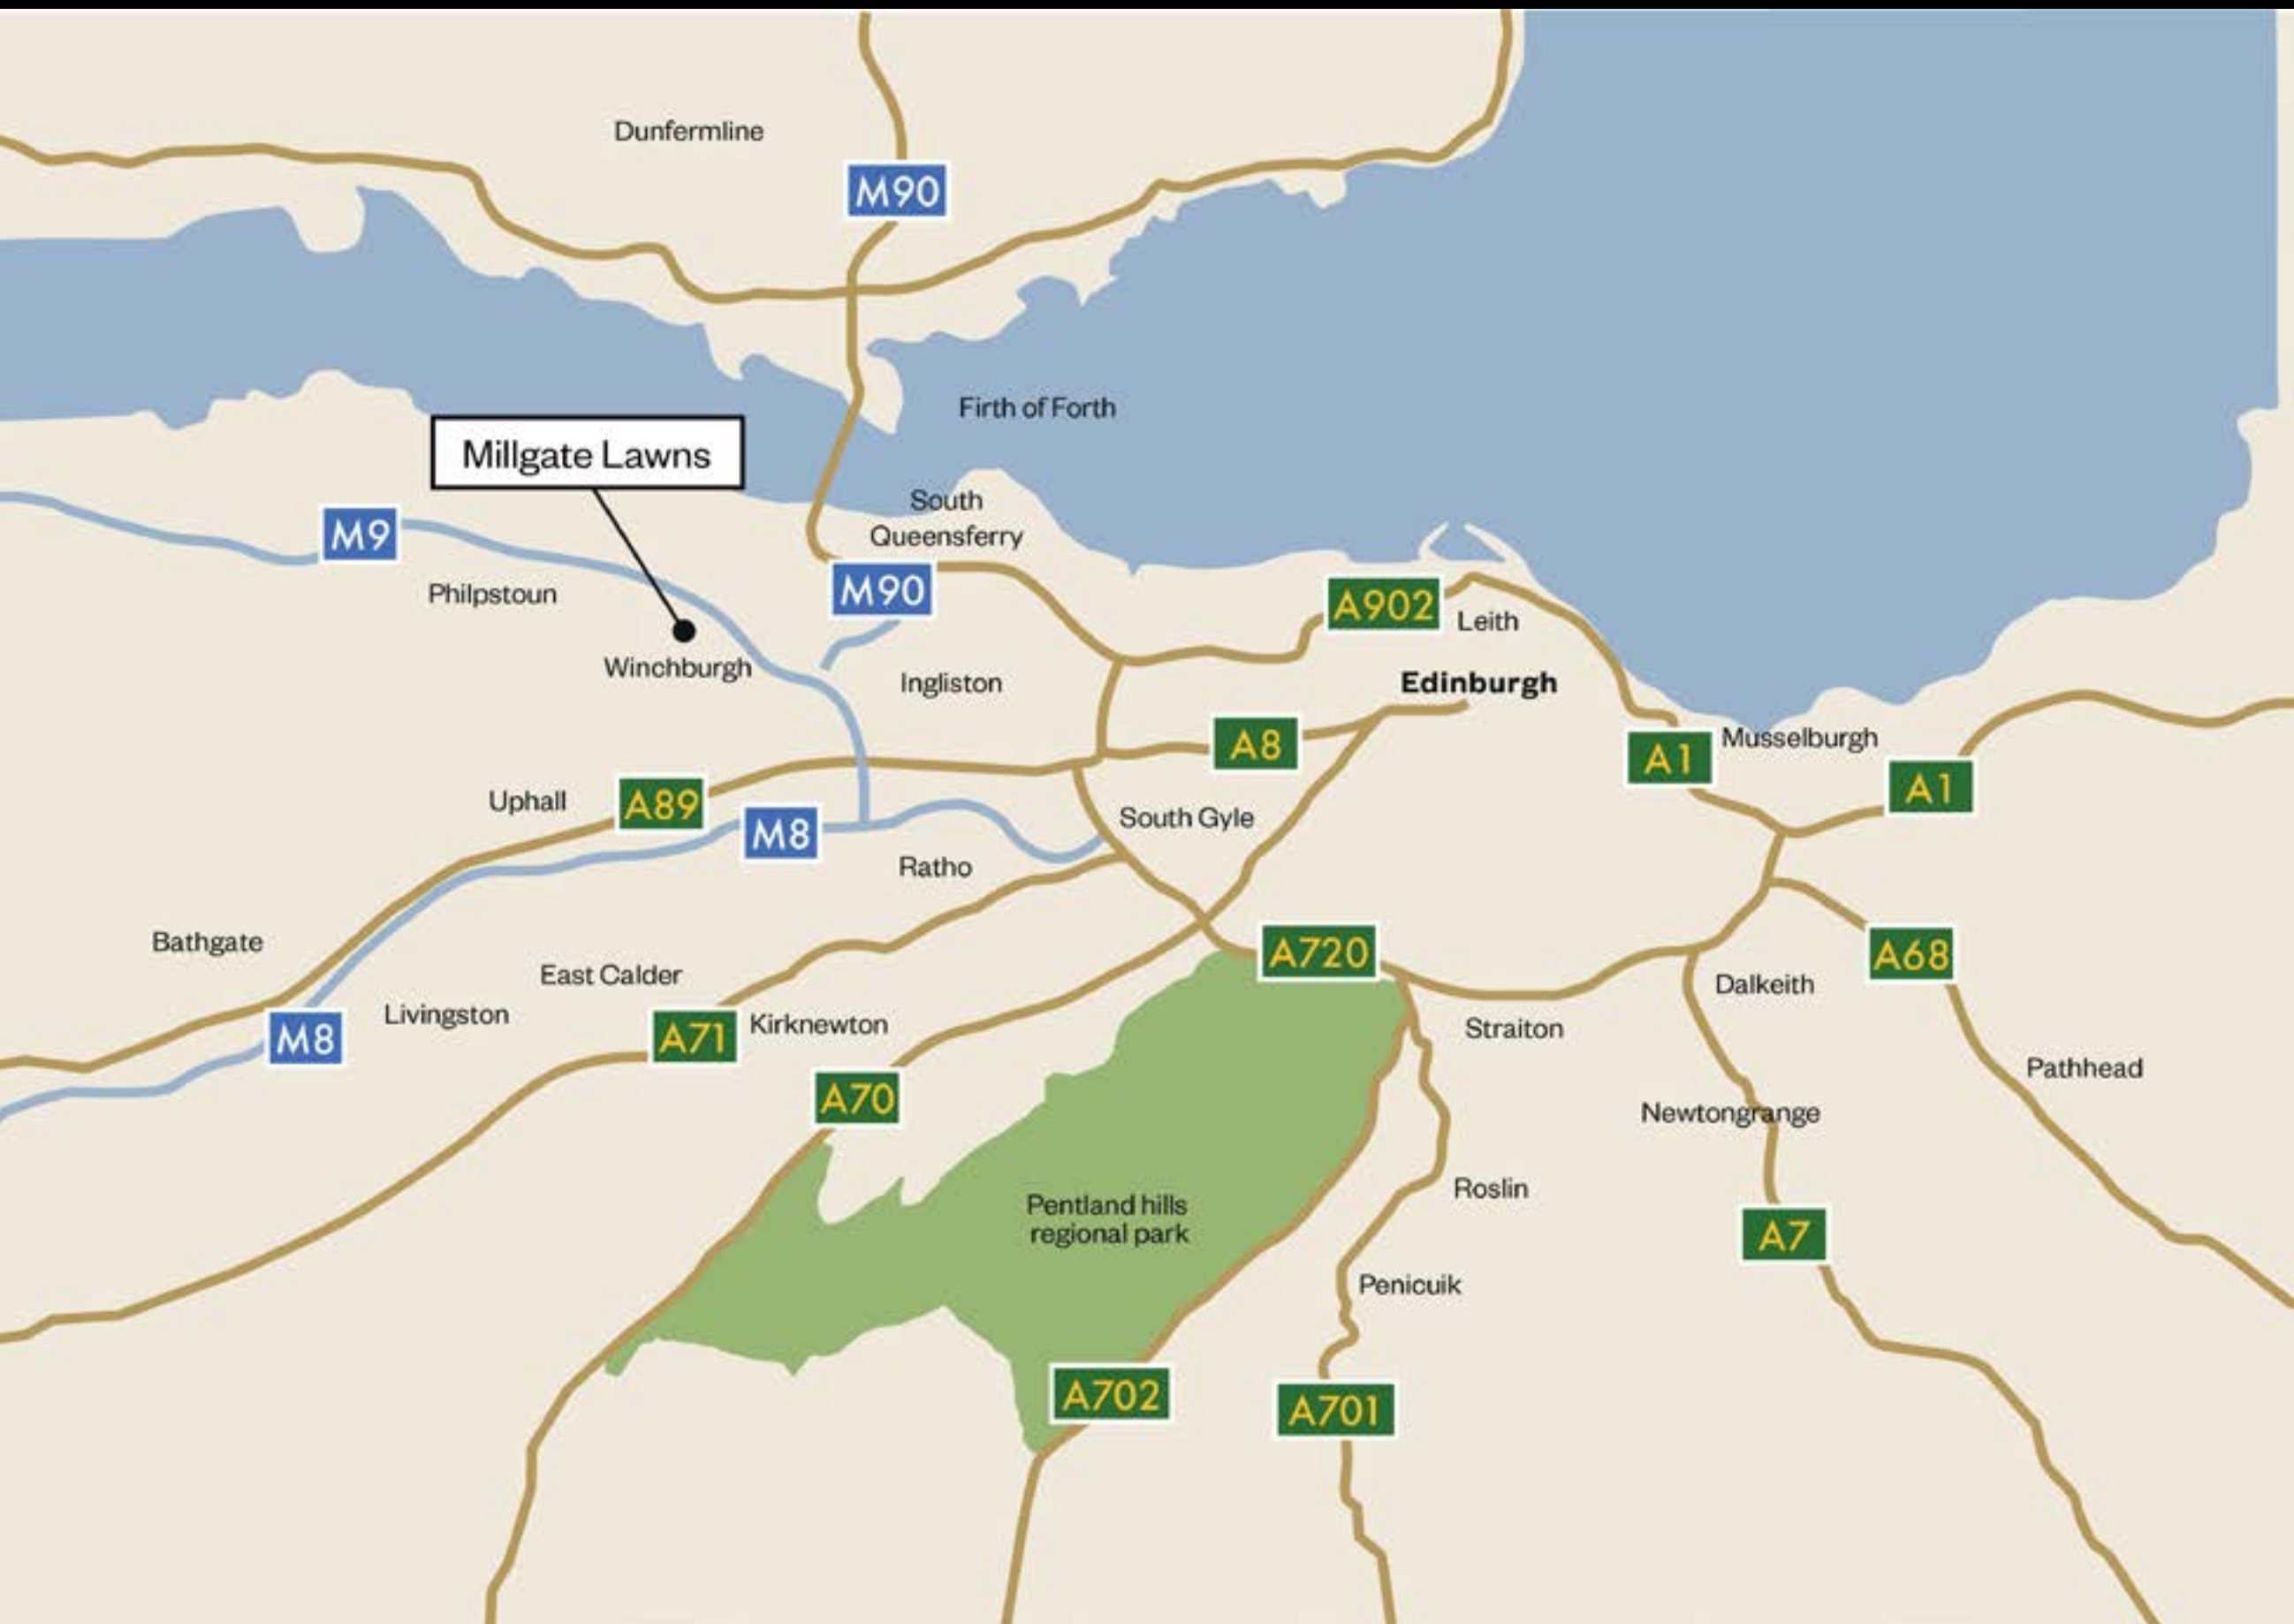 Dunfermline
M90
Firth of Forth
Millgate Lawns
South
Queensferry
M9
M90
Philpstoun
A902
Leith
Winchburgh
Ingliston
Edinburgh
A8
A1
Musselburgh
A1
Uphall
A89
M8
South Gyle
Ratho
Bathgate
A720
A68
East Calder
Dalkeith
Livingston
M8
A71
Kirknewton
Straiton
Pathhead
A70
Newtongrange
Roslin
Pentland hills
regional park
A7
Penicuik
A702
A701